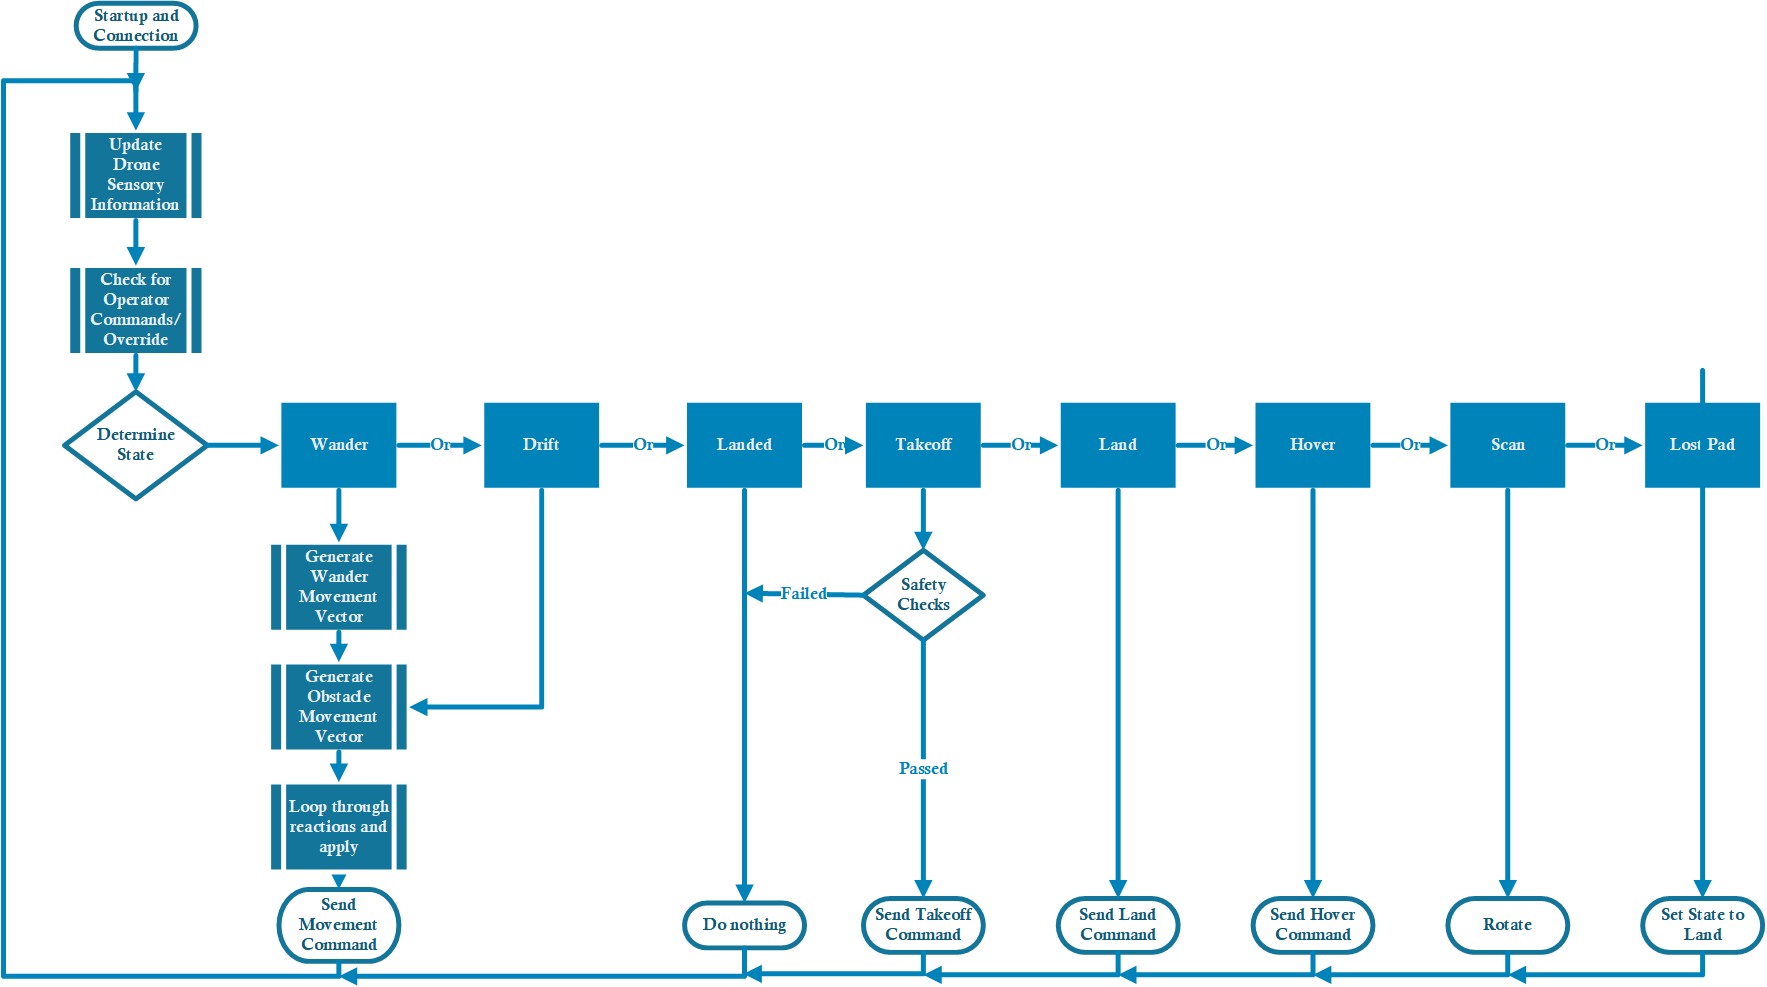 Startup and
Connection
Update
Drone
Sensory
Information
Check for
Operator
Commands/
Override
Determine
State
Wander
Or
Drift
Or
Landed
Or
Takeoff
Or
Land
Or
Hover
Or
Scan
Or
Lost Pad
Generate
Wander
Movement
Vector
Failed
Safety
Checks
Generate
Obstacle
Movement
Vector
Passed
Loop through
reactions and
apply
Send
Movement
Command
Do nothing
Send Takeoff
Command
Send Land
Command
Send Hover
Command
Rotate
Set State to
Land